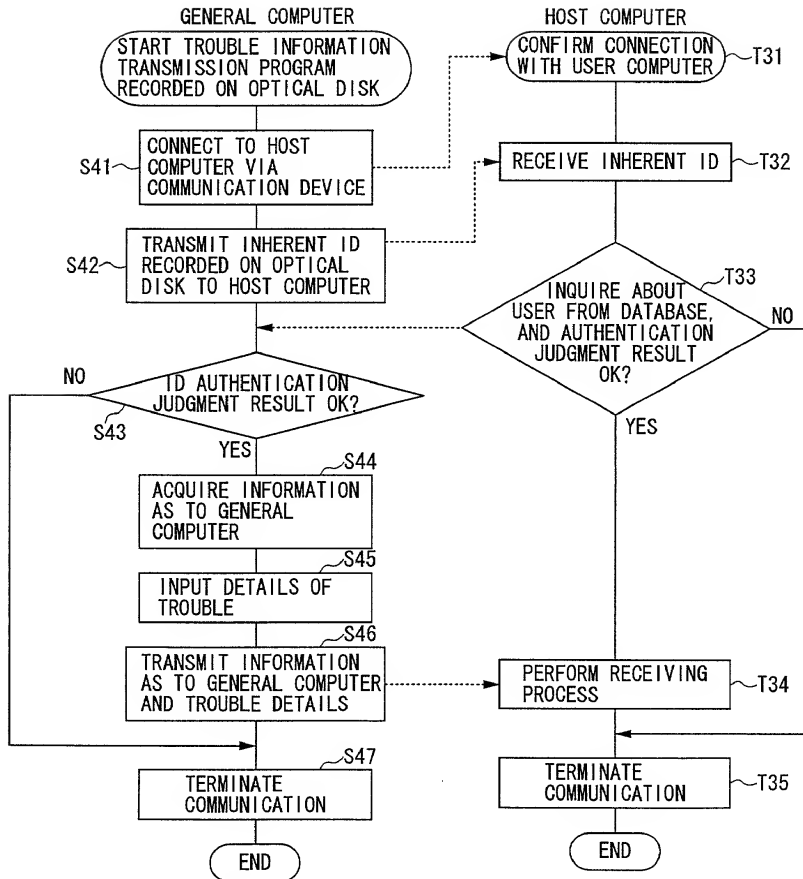 GENERAL COMPUTER
START TROUBLE INFORMATION
TRANSMISSION PROGRAM
RECORDED ON OPTICAL DISK
S41
CONNECT TO HOST
COMPUTER VIA
COMMUNICATION DEVICE
S42
TRANSMIT INHERENT ID
RECORDED ON OPTICAL
DISK TO HOST COMPUTER
NO
ID AUTHENTICATION
JUDGMENT RESULT OK?
S43
YES
S44
ACQUIRE INFORMATION
AS TO GENERAL
COMPUTER
S45
INPUT DETAILS OF
TROUBLE
S46
TRANSMIT INFORMATION
AS TO GENERAL COMPUTER
AND TROUBLE DETAILS
S47
TERMINATE
COMMUNICATION
END
HOST COMPUTER
CONFIRM CONNECTION
WITH USER COMPUTER
T31
RECEIVE INHERENT ID
T32
T33
INQUIRE ABOUT
USER FROM DATABASE,
AND AUTHENTICATION
JUDGMENT RESULT
OK?
NO
YES
PERFORM RECEIVING
PROCESS
T34
TERMINATE
COMMUNICATION
T35
END